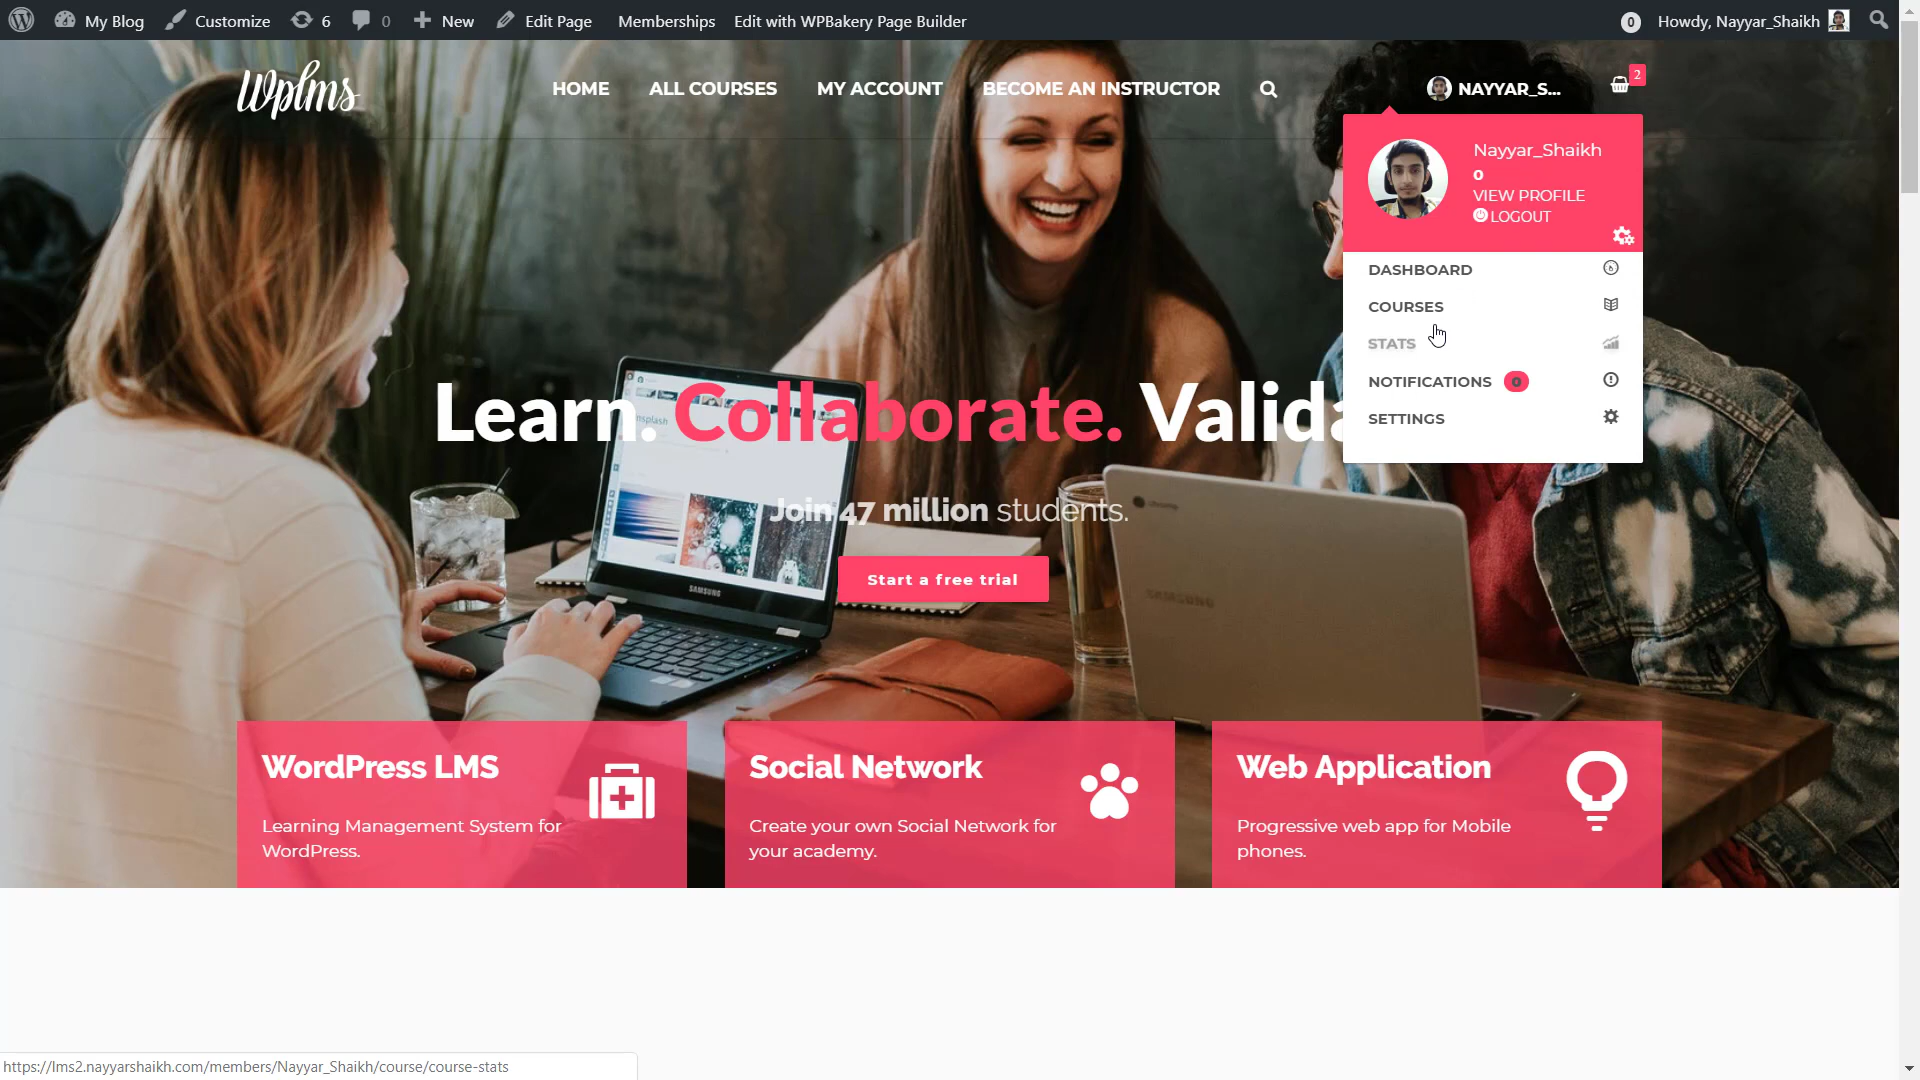 My Blog Customize 6 0 New Edit Page Memberships Edit with WPBakery Page Builder 0 Howdy, Nayyar_Shaikh
Wplms HOME ALL COURSES MY ACCOUNT BECOME AN INSTRUCTOR NAYYAR_S... 2
Nayyar_Shaikh
0
VIEW PROFILE
LOGOUT
DASHBOARD
COURSES
STATS
NOTIFICATIONS 0
SETTINGS
Learn. Collaborate. Valida
Join 47 million students.
Start a free trial
SAMSUNG
SAMSUNG
chrome
WordPress LMS
Learning Management System for
WordPress.
Social Network
Create your own Social Network for
your academy.
Web Application
Progressive web app for Mobile
phones.
https://lms2.nayyarshaikh.com/members/Nayyar_Shaikh/course/course-stats